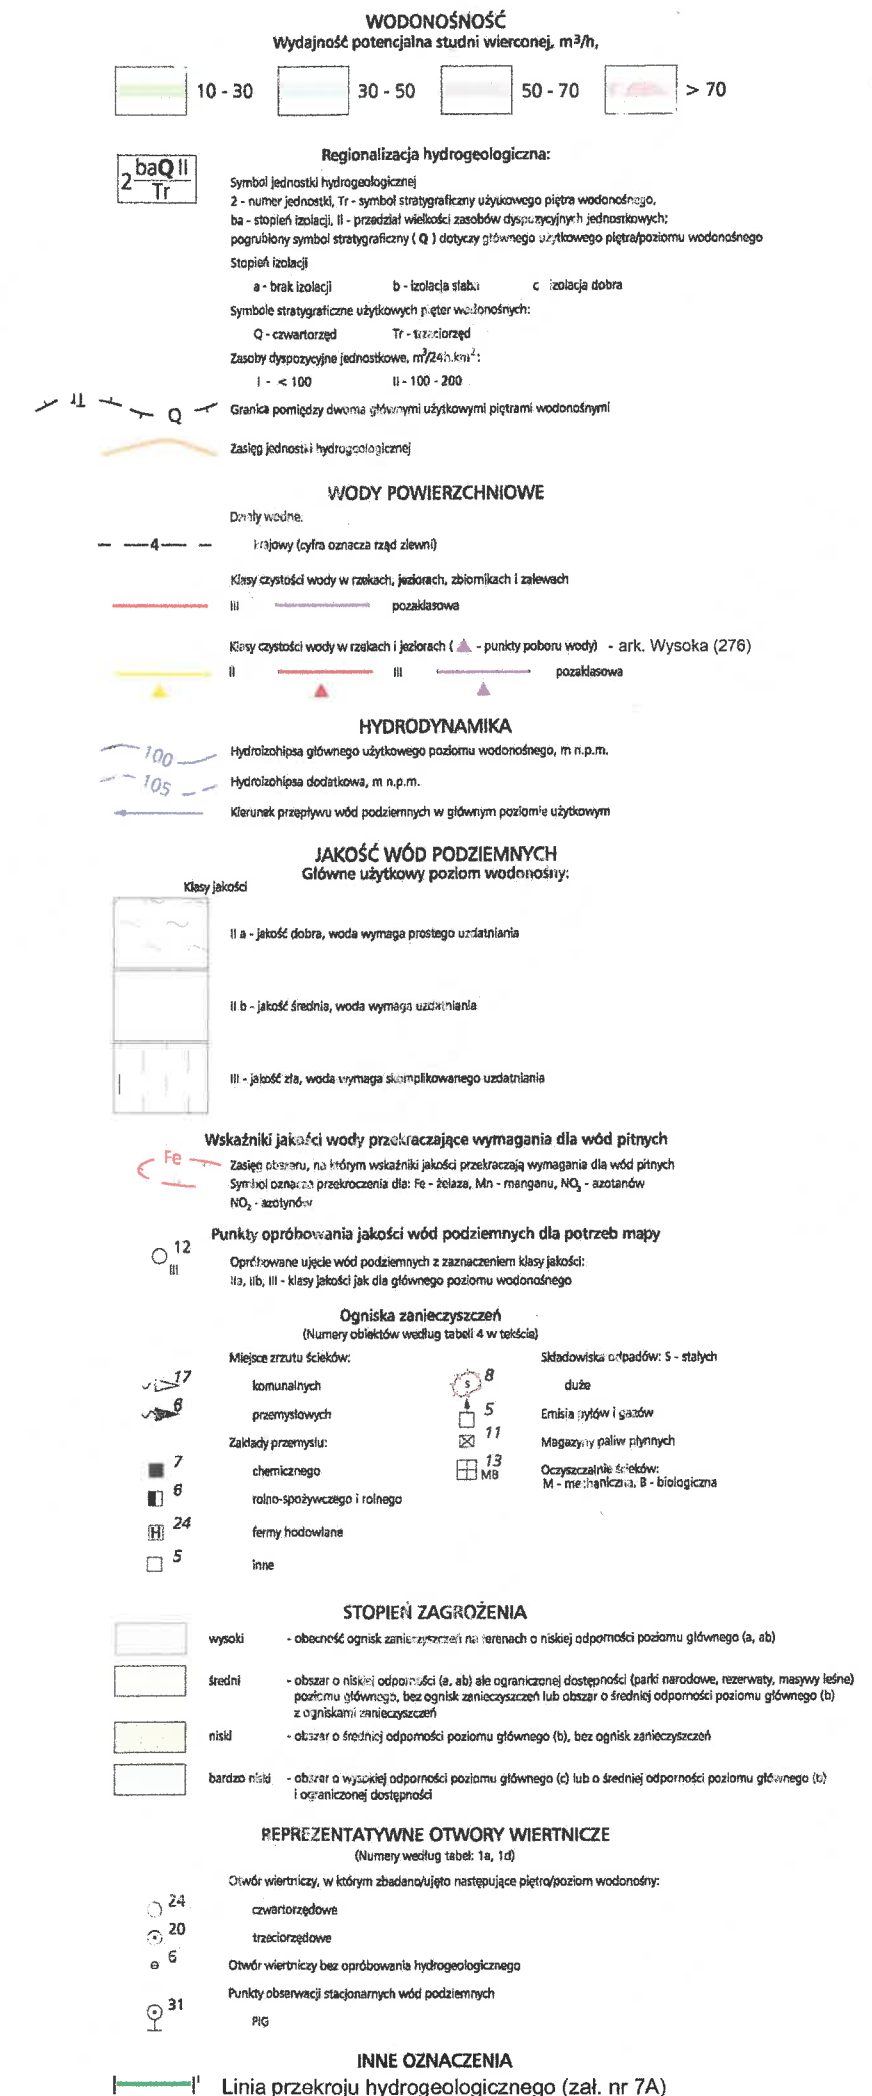 WODONOŚNOŚĆ
Wydajność potencjalna studni wierconej, m³/h,
10 - 30 30 - 50 50 - 70 > 70
Regionalizacja hydrogeologiczna:
2 baQ II
Tr
Symbol jednostki hydrogeologicznej
2 - numer jednostki, Tr - symbol stratygraficzny użytkowego piętra wodonośnego,
ba - stopień izolacji, II - przedział wielkości zasobów dyspozycyjnych jednostkowych;
pogrubiony symbol stratygraficzny ( Q ) dotyczy głównego użytkowego piętra/poziomu wodonośnego
Stopień izolacji
a - brak izolacji b - izolacja słaba c izolacja dobra
Symbole stratygraficzne użytkowych pięter wodonośnych:
Q - czwartorzęd Tr - trzeciorzęd
Zasoby dyspozycyjne jednostkowe, m³/24h.km²:
I - < 100 II - 100 - 200
Tr Q Granica pomiędzy dwoma głównymi użytkowymi piętrami wodonośnymi
Zasięg jednostki hydrogeologicznej
WODY POWIERZCHNIOWE
Działy wodne:
4 krajowy (cyfra oznacza rząd zlewni)
Klasy czystości wody w rzekach, jeziorach, zbiornikach i zalewach
III pozaklasowa
Klasy czystości wody w rzekach i jeziorach ( - punkty poboru wody) - ark. Wysoka (276)
II III pozaklasowa
HYDRODYNAMIKA
100 Hydroizohipsa głównego użytkowego poziomu wodonośnego, m n.p.m.
105 Hydroizohipsa dodatkowa, m n.p.m.
Kierunek przepływu wód podziemnych w głównym poziomie użytkowym
JAKOŚĆ WÓD PODZIEMNYCH
Główne użytkowy poziom wodonośny:
Klasy jakości
II a - jakość dobra, woda wymaga prostego uzdatniania
II b - jakość średnia, woda wymaga uzdatniania
III - jakość zła, woda wymaga skomplikowanego uzdatniania
Wskaźniki jakości wody przekraczające wymagania dla wód pitnych
Fe Zasięg obszaru, na którym wskaźniki jakości przekraczają wymagania dla wód pitnych
Symbol oznacza przekroczenia dla: Fe - żelaza, Mn - manganu, NO₃ - azotanów
NO₂ - azotynów
Punkty opróbowania jakości wód podziemnych dla potrzeb mapy
12
III
Opróbowane ujęcie wód podziemnych z zaznaczeniem klasy jakości:
IIa, IIb, III - klasy jakości jak dla głównego poziomu wodonośnego
Ogniska zanieczyszczeń
(Numery obiektów według tabeli 4 w tekście)
Miejsce zrzutu ścieków: Składowiska odpadów: S - stałych
17 komunalnych S 8 duże
6 przemysłowych 5 Emisja pyłów i gazów
Zakłady przemysłu: 11 Magazyny paliw płynnych
7 chemicznego 13 MB Oczyszczalnie ścieków:
M - mechaniczna, B - biologiczna
6 rolno-spożywczego i rolnego
H 24 fermy hodowlane
5 inne
STOPIEŃ ZAGROŻENIA
wysoki - obecność ognisk zanieczyszczeń na terenach o niskiej odporności poziomu głównego (a, ab)
średni - obszar o niskiej odporności (a, ab) ale ograniczonej dostępności (parki narodowe, rezerwaty, masywy leśne)
poziomu głównego, bez ognisk zanieczyszczeń lub obszar o średniej odporności poziomu głównego (b)
z ogniskami zanieczyszczeń
niski - obszar o średniej odporności poziomu głównego (b), bez ognisk zanieczyszczeń
bardzo niski - obszar o wysokiej odporności poziomu głównego (c) lub o średniej odporności poziomu głównego (b)
i ograniczonej dostępności
REPREZENTATYWNE OTWORY WIERTNICZE
(Numery według tabel: 1a, 1d)
Otwór wiertniczy, w którym zbadano/ujęto następujące piętro/poziom wodonośny:
24 czwartorzędowe
20 trzeciorzędowe
6 Otwór wiertniczy bez opróbowania hydrogeologicznego
Punkty obserwacji stacjonarnych wód podziemnych
31 PIG
INNE OZNACZENIA
I I' Linia przekroju hydrogeologicznego (zał. nr 7A)